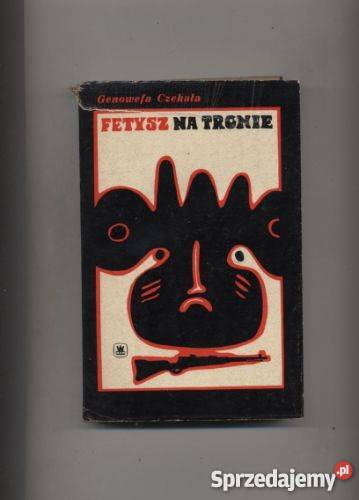 Genowefa Czekała
FETYSZ NA TRONIE
Sprzedajemy.pl